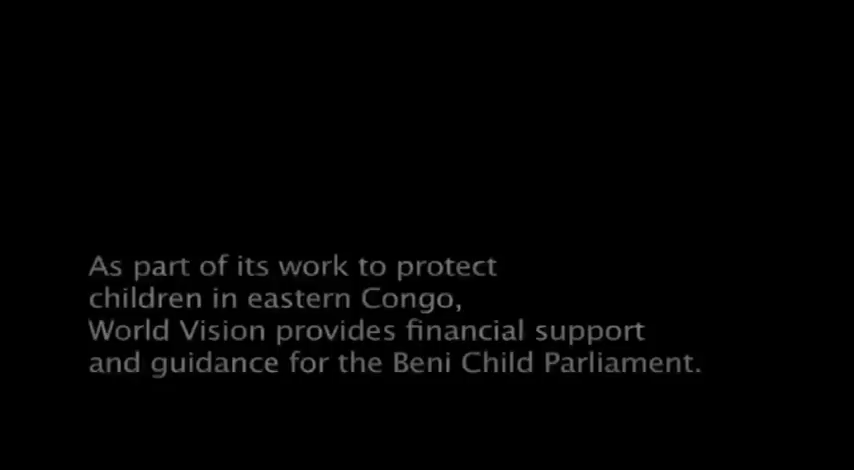 As part of its work to protect
children in eastern Congo,
World Vision provides financial support
and guidance for the Beni Child Parliament.